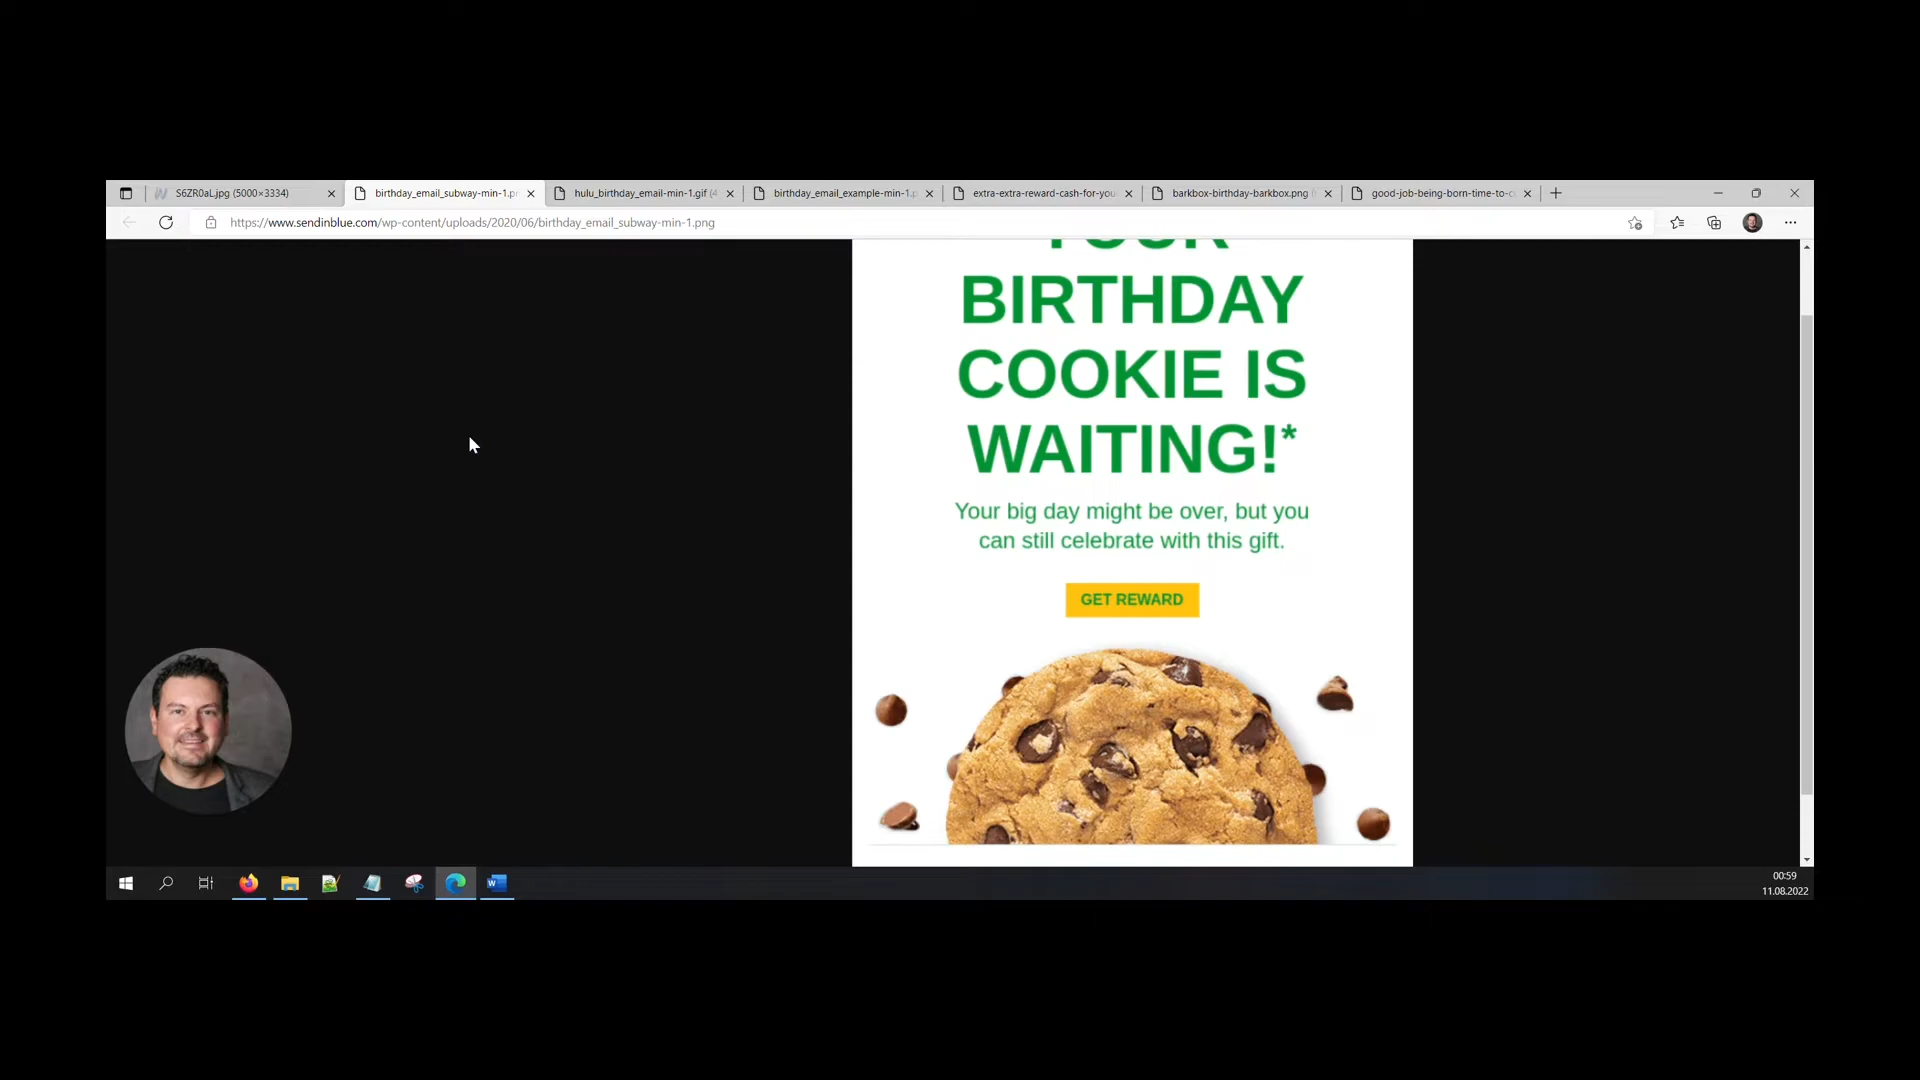 S6ZR0aL.jpg (5000×3334)
birthday_email_subway-min-1.p
hulu_birthday_email-min-1.gif (4
birthday_email_example-min-1.p
extra-extra-reward-cash-for-you
barkbox-birthday-barkbox.png (
good-job-being-born-time-to-c
https://www.sendinblue.com/wp-content/uploads/2020/06/birthday_email_subway-min-1.png
YOUR
BIRTHDAY
COOKIE IS
WAITING!*
Your big day might be over, but you
can still celebrate with this gift.
GET REWARD
00:59
11.08.2022